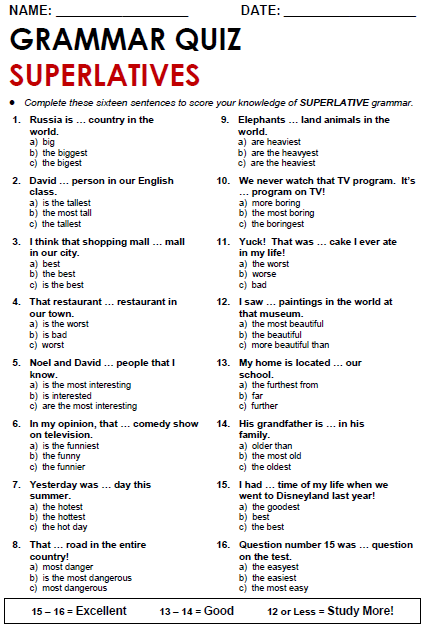 NAME: ____________________ DATE: ____________________
GRAMMAR QUIZ
SUPERLATIVES
● Complete these sixteen sentences to score your knowledge of SUPERLATIVE grammar.
1. Russia is … country in the
world.
a) big
b) the biggest
c) the bigest
2. David … person in our English
class.
a) is the tallest
b) the most tall
c) the tallest
3. I think that shopping mall … mall
in our city.
a) best
b) the best
c) is the best
4. That restaurant … restaurant in
our town.
a) is the worst
b) is bad
c) worst
5. Noel and David … people that I
know.
a) is the most interesting
b) is interested
c) are the most interesting
6. In my opinion, that … comedy show
on television.
a) is the funniest
b) the funny
c) the funnier
7. Yesterday was … day this
summer.
a) the hotest
b) the hottest
c) the hot day
8. That … road in the entire
country!
a) most danger
b) is the most dangerous
c) most dangerous
9. Elephants … land animals in the
world.
a) are heaviest
b) are the heavyest
c) are the heaviest
10. We never watch that TV program. It's
… program on TV!
a) more boring
b) the most boring
c) the boringest
11. Yuck! That was … cake I ever ate
in my life!
a) the worst
b) worse
c) bad
12. I saw … paintings in the world at
that museum.
a) the most beautiful
b) the beautiful
c) more beautiful than
13. My home is located … our
school.
a) the furthest from
b) far
c) further
14. His grandfather is … in his
family.
a) older than
b) the most old
c) the oldest
15. I had … time of my life when we
went to Disneyland last year!
a) the goodest
b) best
c) the best
16. Question number 15 was … question
on the test.
a) the easyest
b) the easiest
c) the most easy
15 – 16 = Excellent 13 – 14 = Good 12 or Less = Study More!